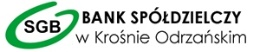 SGB
BANK SPÓŁDZIELCZY
w Krośnie Odrzańskim